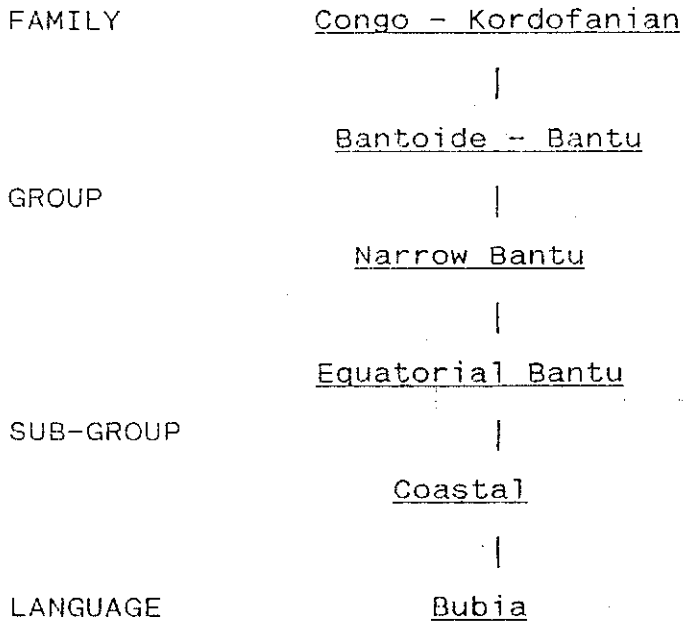 FAMILY Congo - Kordofanian
Bantoide - Bantu
GROUP
Narrow Bantu
Equatorial Bantu
SUB-GROUP
Coastal
LANGUAGE Bubia